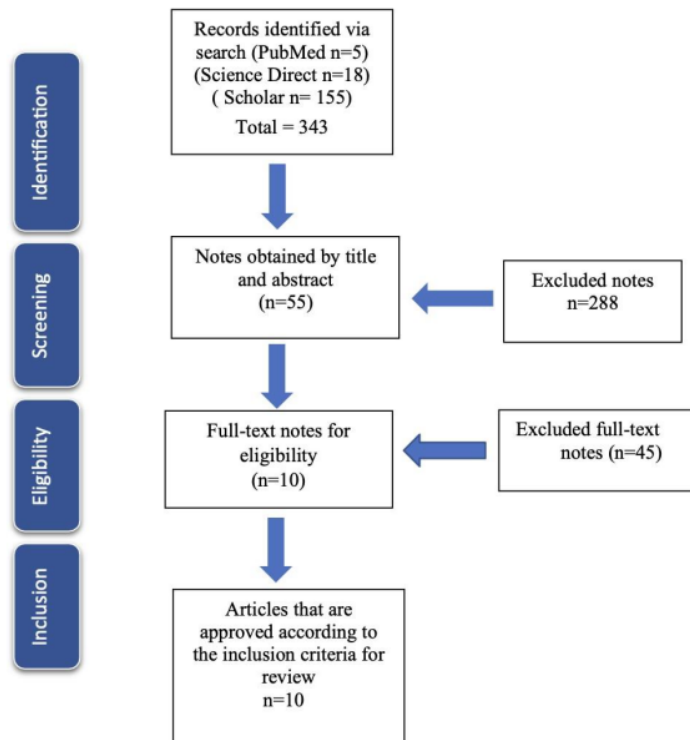 Identification
Records identified via
search (PubMed n=5)
(Science Direct n=18)
( Scholar n= 155)
Total = 343
Screening
Notes obtained by title
and abstract
(n=55)
Excluded notes
n=288
Eligibility
Full-text notes for
eligibility
(n=10)
Excluded full-text
notes (n=45)
Inclusion
Articles that are
approved according to
the inclusion criteria for
review
n=10